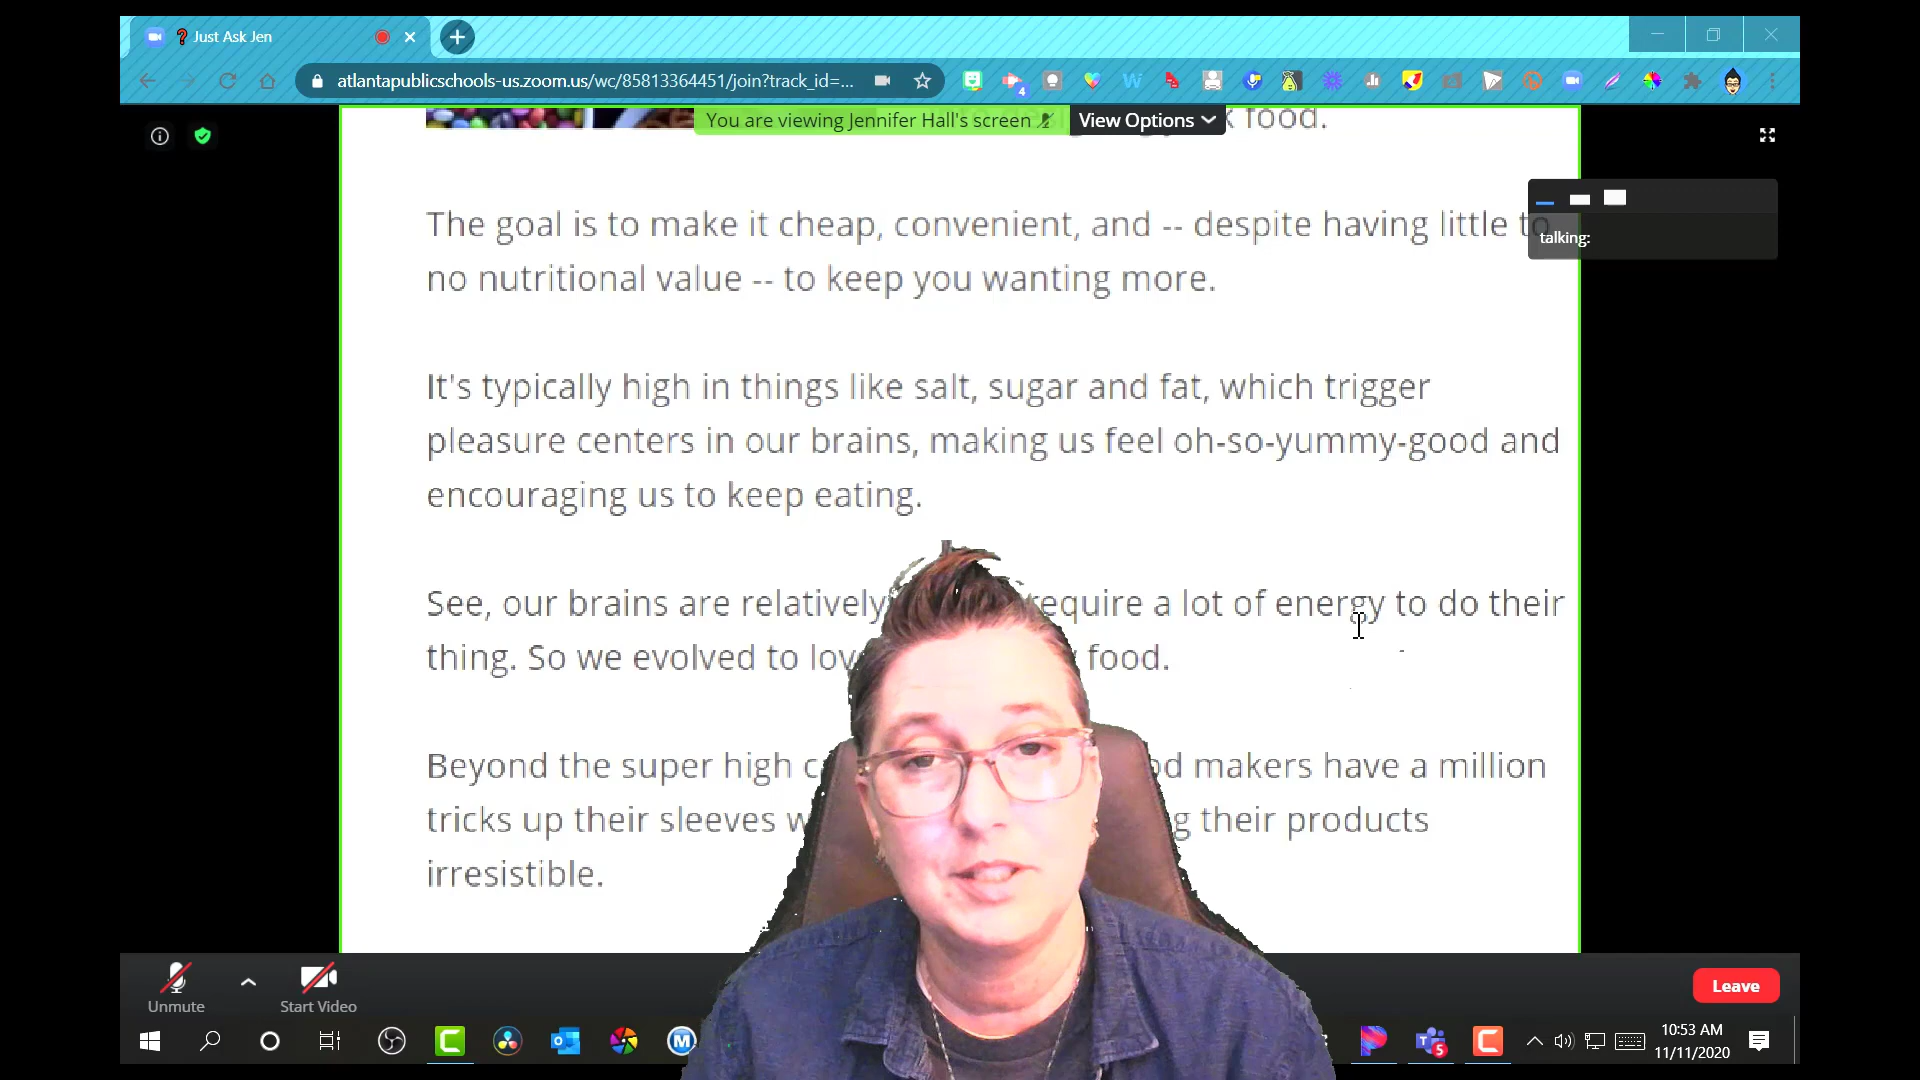 Just Ask Jen
atlantapublicschools-us.zoom.us/wc/85813364451/join?track_id=...
4
You are viewing Jennifer Hall's screen
View Options
food.
talking:
The goal is to make it cheap, convenient, and -- despite having little to
no nutritional value -- to keep you wanting more.
It's typically high in things like salt, sugar and fat, which trigger
pleasure centers in our brains, making us feel oh-so-yummy-good and
encouraging us to keep eating.
See, our brains are relatively require a lot of energy to do their
thing. So we evolved to food.
Beyond the super high makers have a million
tricks up their sleeves their products
irresistible.
Unmute
Start Video
Leave
5
10:53 AM
11/11/2020